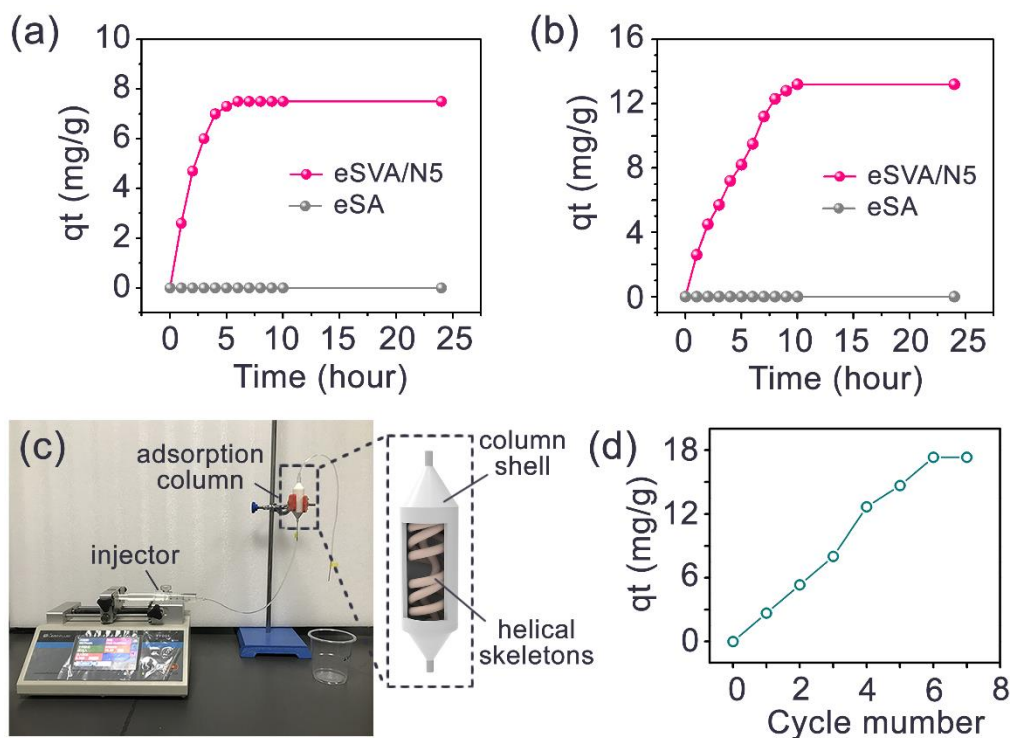 (a)
10
8
6
4
2
0
qt (mg/g)
eSVA/N5
eSA
0 5 10 15 20 25
Time (hour)
(b)
16
12
8
4
0
qt (mg/g)
eSVA/N5
eSA
0 5 10 15 20 25
Time (hour)
(c)
adsorption
column
injector
column
shell
helical
skeletons
(d)
18
12
6
0
qt (mg/g)
0 2 4 6 8
Cycle mumber